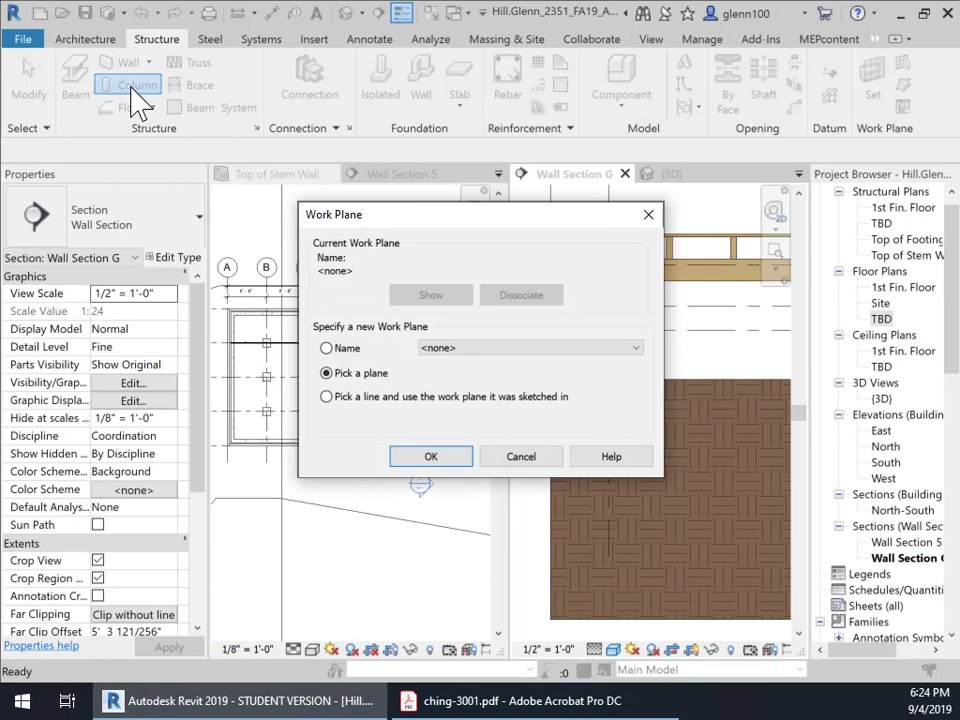 Hill.Glenn_2351_FA19_A...
glenn100
File Architecture Structure Steel Systems Insert Annotate Analyze Massing & Site Collaborate View Manage Add-Ins MEPcontent
Modify Beam Wall Truss
Column Brace
Beam System
Connection Isolated Wall Slab Rebar Component By Face Shaft Set
Select Structure Connection Foundation Reinforcement Model Opening Datum Work Plane
Properties
Top of Stem Wall Wall Section 5 Wall Section G {3D}
Project Browser - Hill.Glen...
Section
Wall Section
Section: Wall Section G Edit Type
Graphics
View Scale 1/2" = 1'-0"
Scale Value 1: 24
Display Model Normal
Detail Level Fine
Parts Visibility Show Original
Visibility/Grap... Edit...
Graphic Displa... Edit...
Hide at scales ... 1/8" = 1'-0"
Discipline Coordination
Show Hidden ... By Discipline
Color Scheme... Background
Color Scheme <none>
Default Analys... None
Sun Path
Extents
Crop View
Crop Region ...
Annotation Cr...
Far Clipping Clip without line
Far Clip Offset 5' 3 121/256"
Properties help Apply
A B
2D
Work Plane
Current Work Plane
Name:
<none>
Show Dissociate
Specify a new Work Plane
Name <none>
Pick a plane
Pick a line and use the work plane it was sketched in
OK Cancel Help
Structural Plans
1st Fin. Floor
TBD
Top of Footing
Top of Stem W
Floor Plans
1st Fin. Floor
Site
TBD
Ceiling Plans
1st Fin. Floor
TBD
3D Views
{3D}
Elevations (Building
East
North
South
West
Sections (Building
North-South
Sections (Wall Sec
Wall Section 5
Wall Section G
Legends
Schedules/Quantiti
Sheets (all)
Families
Annotation Symbo
1/8" = 1'-0" 1/2" = 1'-0"
Ready :0 Main Model
Autodesk Revit 2019 - STUDENT VERSION - [Hill.... ching-3001.pdf - Adobe Acrobat Pro DC
6:24 PM
9/4/2019